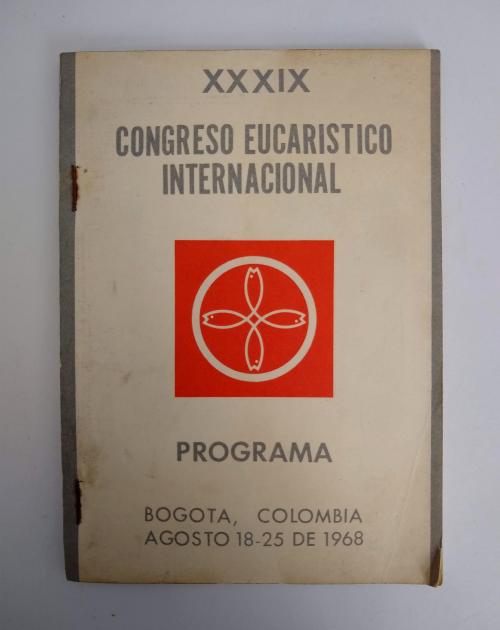 XXXIX
CONGRESO EUCARISTICO
INTERNACIONAL
PROGRAMA
BOGOTA, COLOMBIA
AGOSTO 18-25 DE 1968